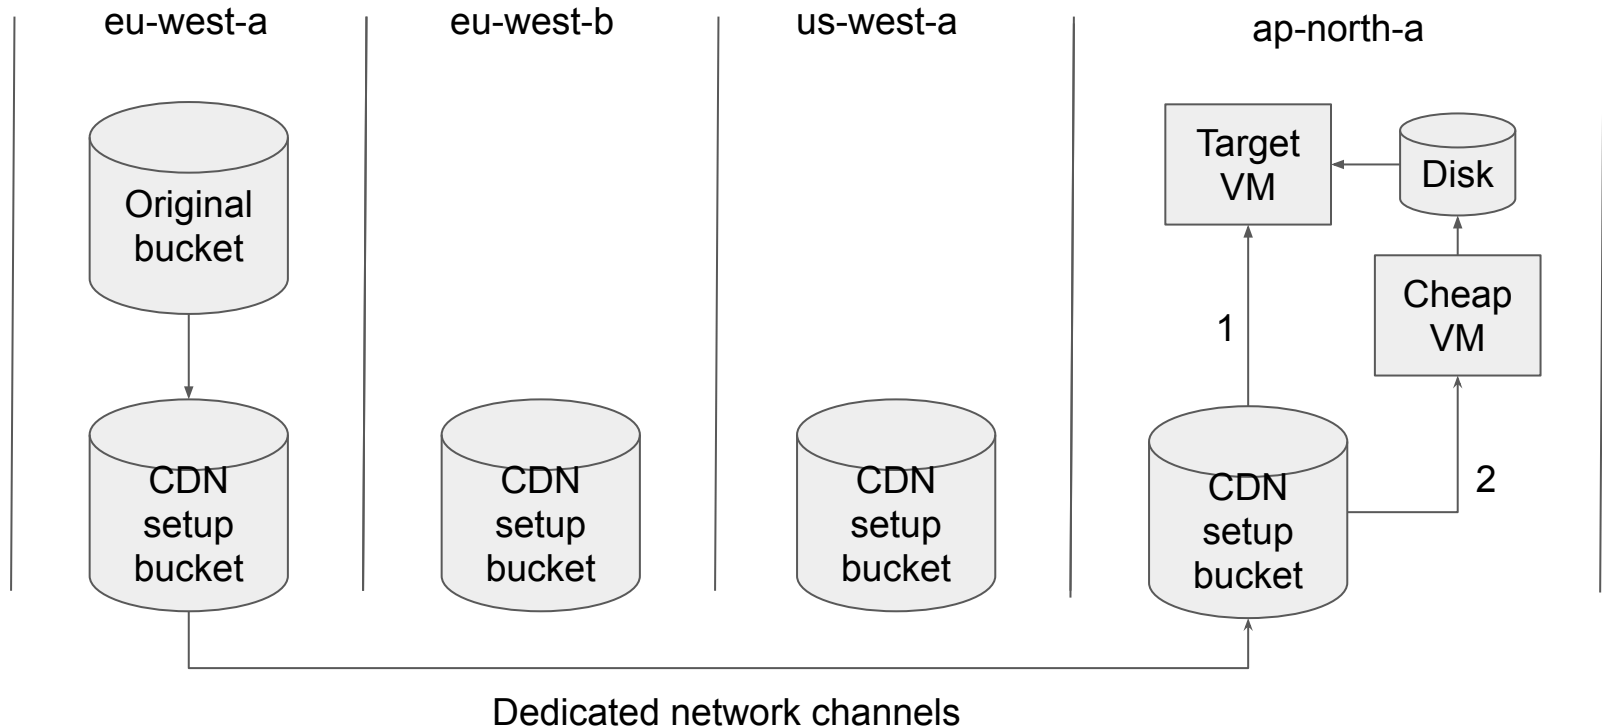 eu-west-a
eu-west-b
us-west-a
ap-north-a
Original
bucket
Target
VM
Disk
Cheap
VM
1
2
CDN
setup
bucket
CDN
setup
bucket
CDN
setup
bucket
CDN
setup
bucket
Dedicated network channels